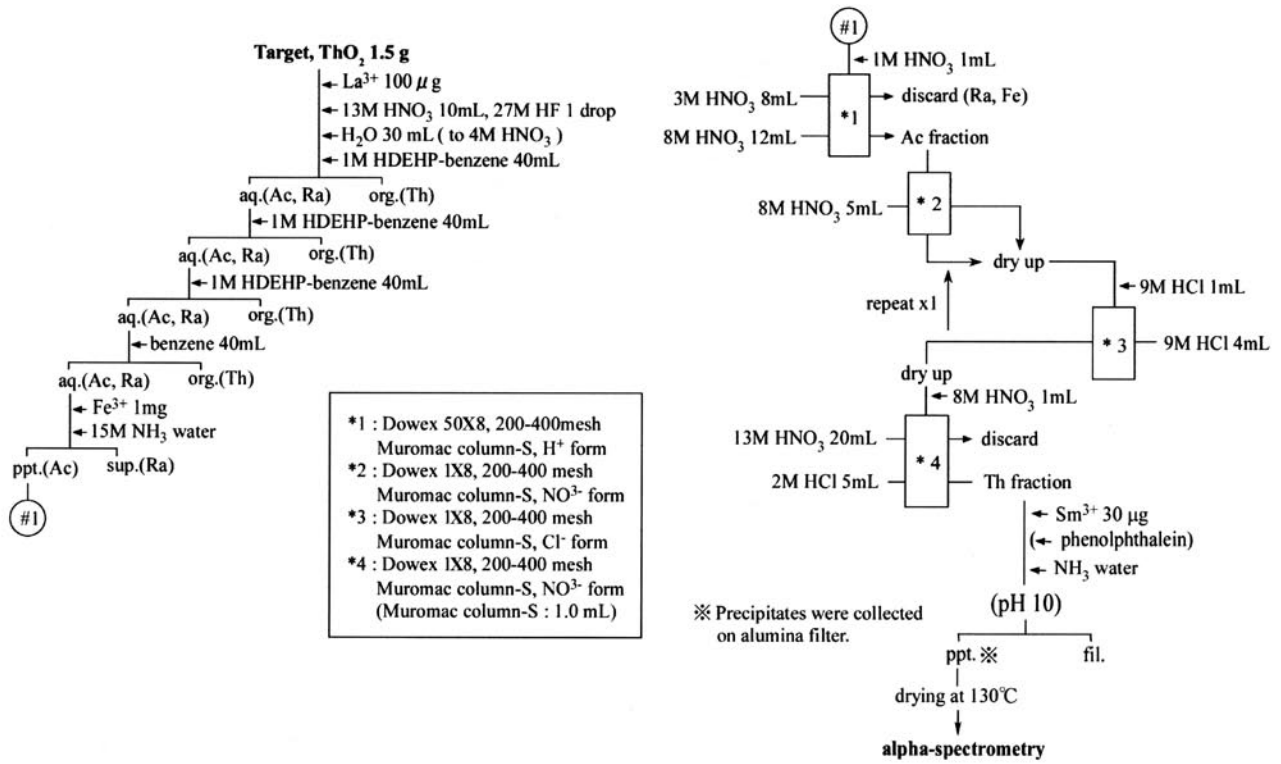 Target, ThO₂ 1.5 g
La³⁺ 100 μg
13M HNO₃ 10mL, 27M HF 1 drop
H₂O 30 mL ( to 4M HNO₃ )
1M HDEHP-benzene 40mL
aq.(Ac, Ra) org.(Th)
1M HDEHP-benzene 40mL
aq.(Ac, Ra) org.(Th)
1M HDEHP-benzene 40mL
aq.(Ac, Ra) org.(Th)
benzene 40mL
aq.(Ac, Ra) org.(Th)
Fe³⁺ 1mg
15M NH₃ water
ppt.(Ac) sup.(Ra)
#1
*1 : Dowex 50X8, 200-400mesh
Muromac column-S, H⁺ form
*2 : Dowex 1X8, 200-400 mesh
Muromac column-S, NO³⁻ form
*3 : Dowex 1X8, 200-400 mesh
Muromac column-S, Cl⁻ form
*4 : Dowex 1X8, 200-400 mesh
Muromac column-S, NO³⁻ form
(Muromac column-S : 1.0 mL)
#1
1M HNO₃ 1mL
3M HNO₃ 8mL
discard (Ra, Fe)
*1
8M HNO₃ 12mL
Ac fraction
8M HNO₃ 5mL
* 2
dry up
9M HCl 1mL
repeat x1
* 3
9M HCl 4mL
dry up
8M HNO₃ 1mL
13M HNO₃ 20mL
discard
* 4
2M HCl 5mL
Th fraction
Sm³⁺ 30 μg
( phenolphthalein)
NH₃ water
(pH 10)
※ Precipitates were collected
on alumina filter.
ppt.※ fil.
drying at 130℃
alpha-spectrometry